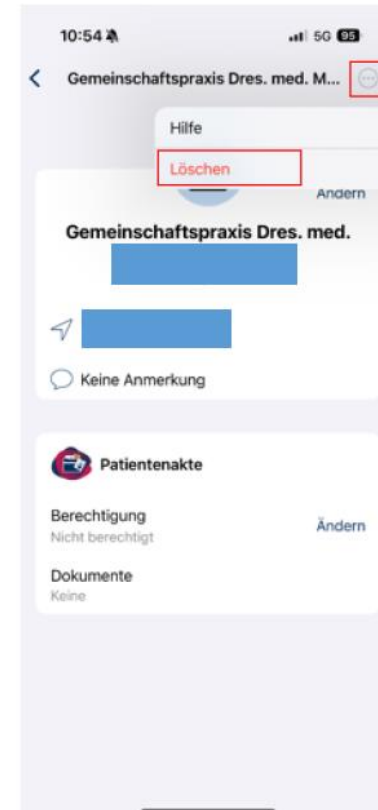 10:54
5G 95
Gemeinschaftspraxis Dres. med. M...
Hilfe
Löschen
Ändern
Gemeinschaftspraxis Dres. med.
Keine Anmerkung
Patientenakte
Berechtigung
Ändern
Nicht berechtigt
Dokumente
Keine